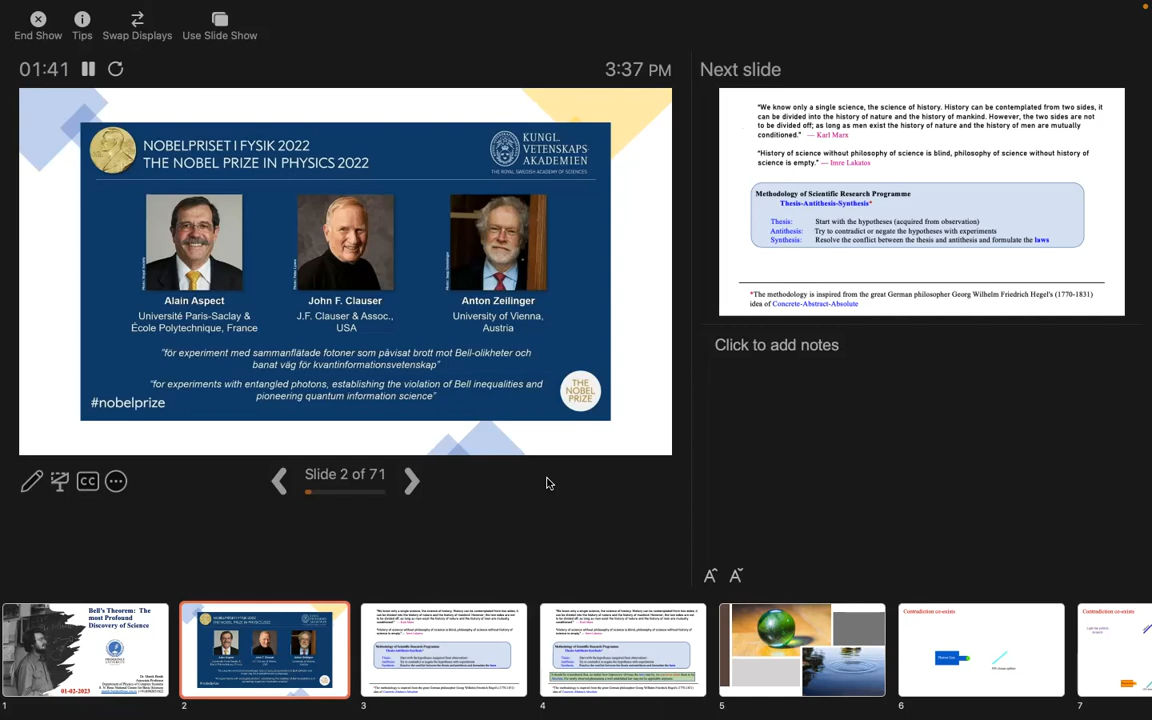 End Show
Tips
Swap Displays
Use Slide Show
01:41
3:37 PM
NOBELPRISET I FYSIK 2022
THE NOBEL PRIZE IN PHYSICS 2022
KUNGL.
VETENSKAPS-
AKADEMIEN
THE ROYAL SWEDISH ACADEMY OF SCIENCES
Alain Aspect
Université Paris-Saclay &
École Polytechnique, France
John F. Clauser
J.F. Clauser & Assoc.,
USA
Anton Zeilinger
University of Vienna,
Austria
"för experiment med sammanflätade fotoner som påvisat brott mot Bell-olikheter och
banat väg för kvantinformationsvetenskap"
"for experiments with entangled photons, establishing the violation of Bell inequalities and
pioneering quantum information science"
#nobelprize
THE
NOBEL
PRIZE
Slide 2 of 71
Next slide
"We know only a single science, the science of history. History can be contemplated from two sides, it
can be divided into the history of nature and the history of mankind. However, the two sides are not
to be divided off; as long as men exist the history of nature and the history of men are mutually
conditioned." — Karl Marx
"History of science without philosophy of science is blind, philosophy of science without history of
science is empty." — Imre Lakatos
Methodology of Scientific Research Programme
Thesis-Antithesis-Synthesis*
Thesis: Start with the hypotheses (acquired from observation)
Antithesis: Try to contradict or negate the hypotheses with experiments
Synthesis: Resolve the conflict between the thesis and antithesis and formulate the laws
*The methodology is inspired from the great German philosopher Georg Wilhelm Friedrich Hegel's (1770-1831)
idea of Concrete-Abstract-Absolute
Click to add notes
Bell's Theorem: The
most Profound
Discovery of Science
01-02-2023
Contradiction co-exists
Contradiction co-exists
1
2
3
4
5
6
7